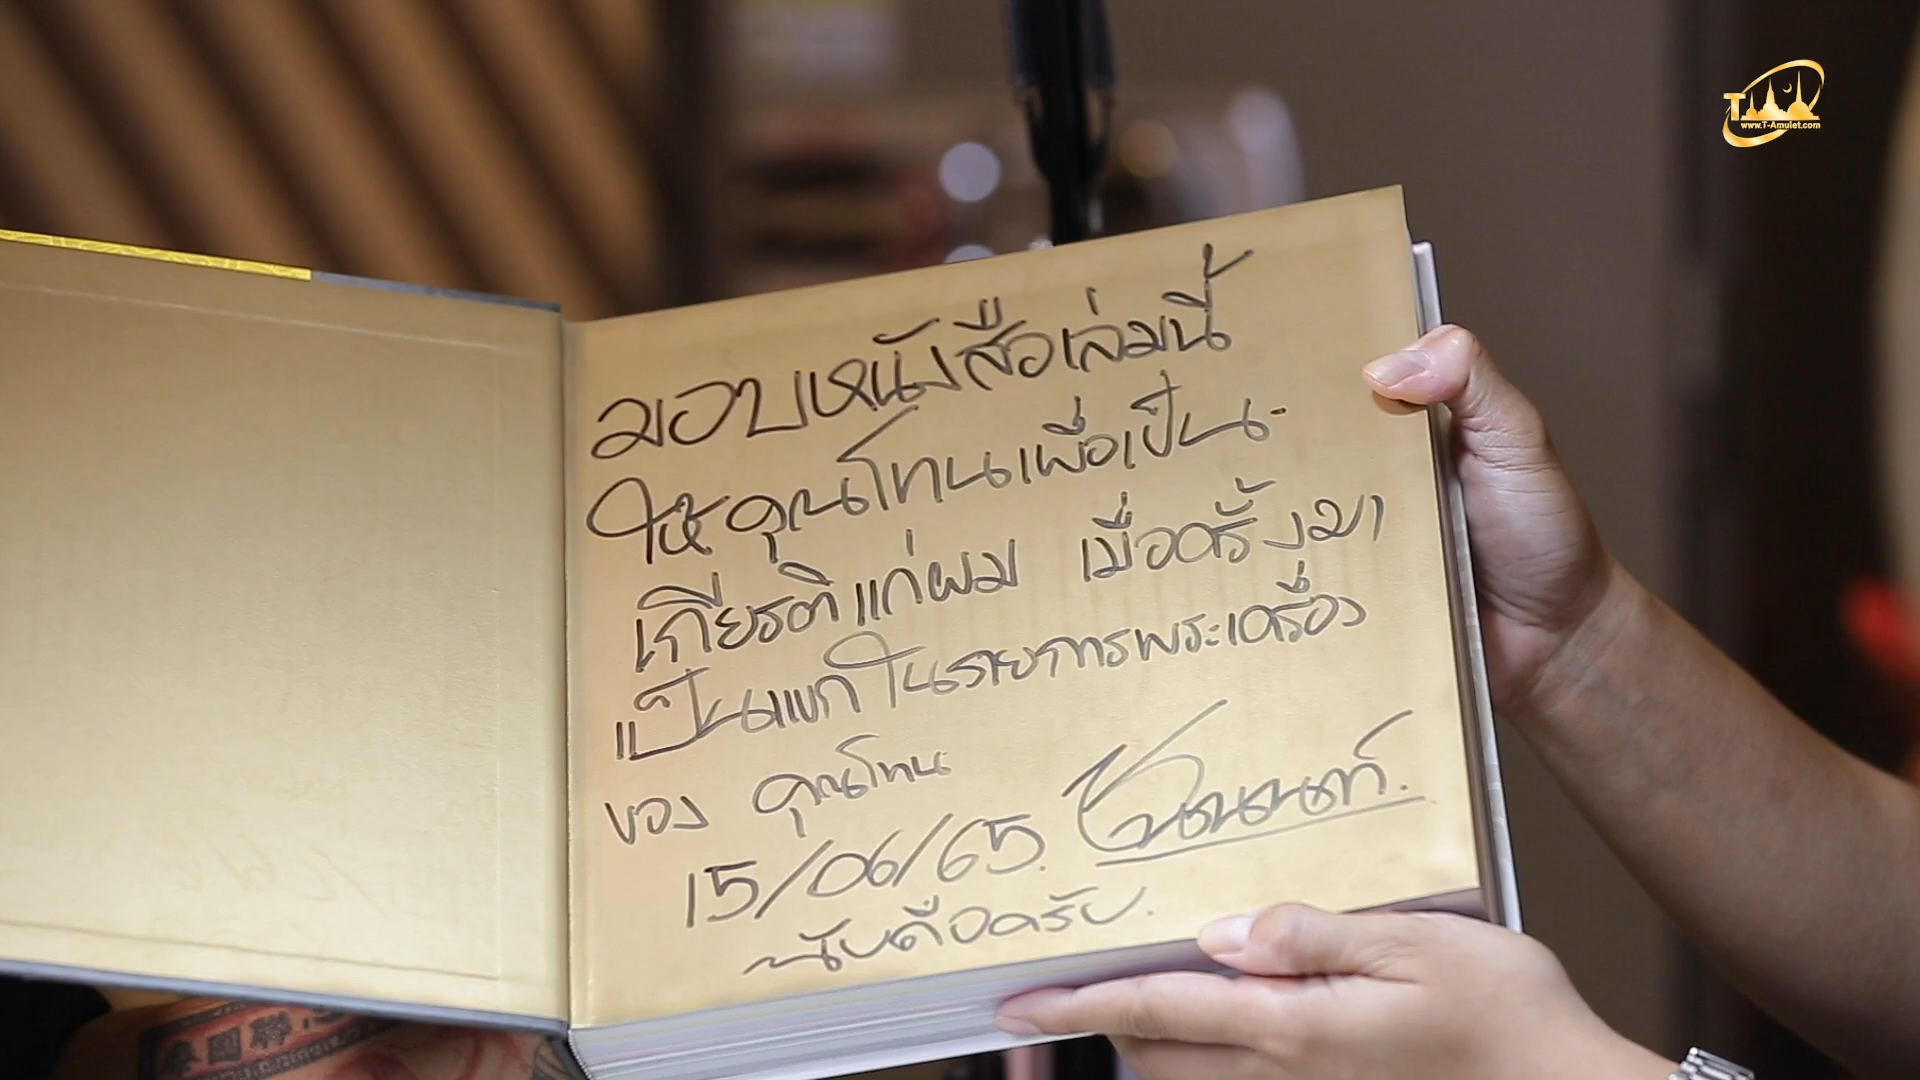 มอบหนังสือเล่มนี้
ให้คุณโทนเพื่อเป็น
เกียรติแก่ผม เมื่อครั้งมา
เป็นแขกในรายการพระเครื่อง
ของ คุณโทน
15/06/65.
นับถือครับ.
T
www.T-Amulet.com